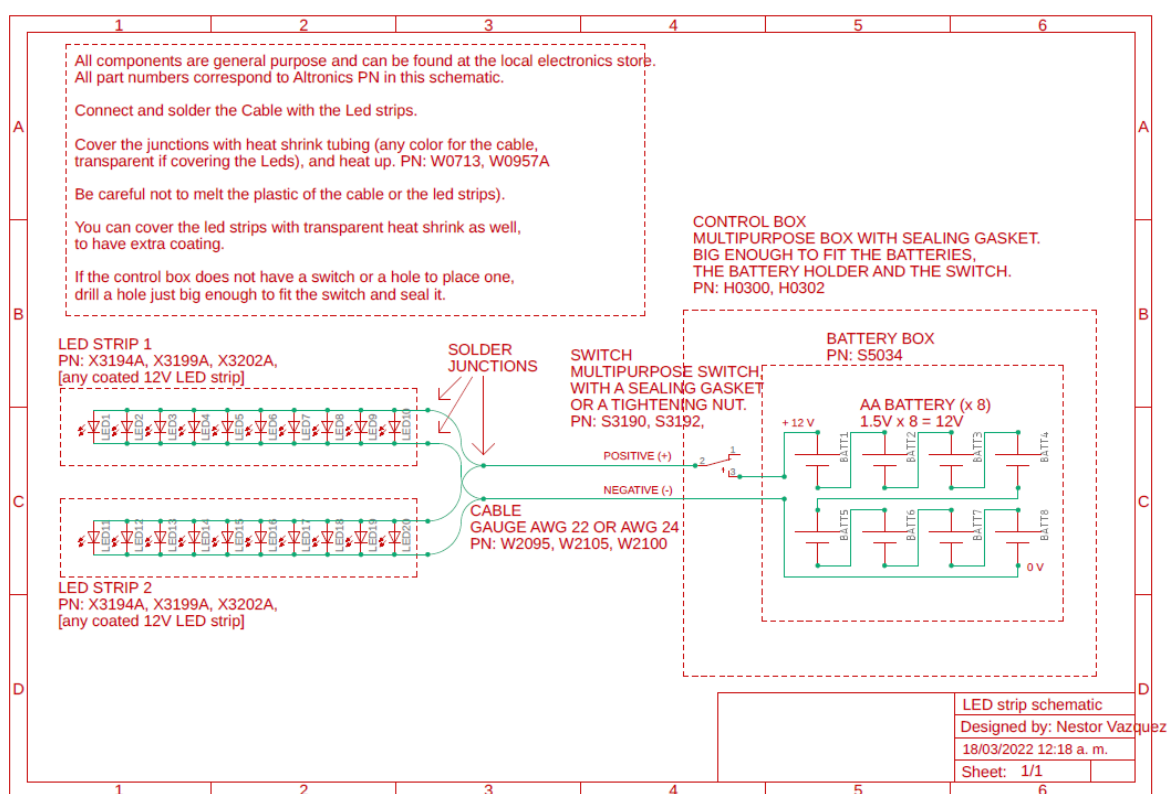 1 2 3 4 5 6
All components are general purpose and can be found at the local electronics store.
All part numbers correspond to Altronics PN in this schematic.
Connect and solder the Cable with the Led strips.
Cover the junctions with heat shrink tubing (any color for the cable,
transparent if covering the Leds), and heat up. PN: W0713, W0957A
Be careful not to melt the plastic of the cable or the led strips).
You can cover the led strips with transparent heat shrink as well,
to have extra coating.
If the control box does not have a switch or a hole to place one,
drill a hole just big enough to fit the switch and seal it.
A A
B B
C C
D D
CONTROL BOX
MULTIPURPOSE BOX WITH SEALING GASKET.
BIG ENOUGH TO FIT THE BATTERIES,
THE BATTERY HOLDER AND THE SWITCH.
PN: H0300, H0302
LED STRIP 1
PN: X3194A, X3199A, X3202A,
[any coated 12V LED strip]
LED1 LED2 LED3 LED4 LED5 LED6 LED7 LED8 LED9 LED10
SOLDER
JUNCTIONS
SWITCH
MULTIPURPOSE SWITCH,
WITH A SEALING GASKET
OR A TIGHTENING NUT.
PN: S3190, S3192,
BATTERY BOX
PN: S5034
AA BATTERY (x 8)
1.5V x 8 = 12V
+ 12 V
BATT1 BATT2 BATT3 BATT4
POSITIVE (+)
2 1 3
NEGATIVE (-)
BATT5 BATT6 BATT7 BATT8
0 V
CABLE
GAUGE AWG 22 OR AWG 24
PN: W2095, W2105, W2100
LED11 LED12 LED13 LED14 LED15 LED16 LED17 LED18 LED19 LED20
LED STRIP 2
PN: X3194A, X3199A, X3202A,
[any coated 12V LED strip]
LED strip schematic
Designed by: Nestor Vazquez
18/03/2022 12:18 a. m.
Sheet: 1/1
1 2 3 4 5 6